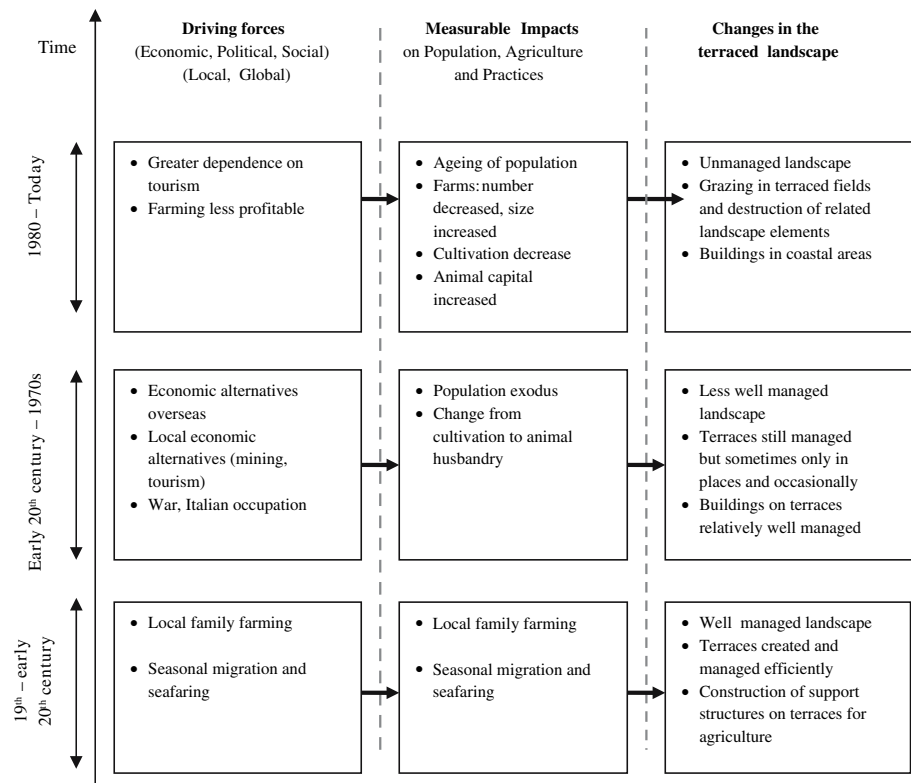 Time
Driving forces
(Economic, Political, Social)
(Local, Global)
Measurable Impacts
on Population, Agriculture
and Practices
Changes in the
terraced landscape
1980 – Today
• Greater dependence on
tourism
• Farming less profitable
• Ageing of population
• Farms: number
decreased, size
increased
• Cultivation decrease
• Animal capital
increased
• Unmanaged landscape
• Grazing in terraced fields
and destruction of related
landscape elements
• Buildings in coastal areas
Early 20th century – 1970s
• Economic alternatives
overseas
• Local economic
alternatives (mining,
tourism)
• War, Italian occupation
• Population exodus
• Change from
cultivation to animal
husbandry
• Less well managed
landscape
• Terraces still managed
but sometimes only in
places and occasionally
• Buildings on terraces
relatively well managed
19th – early
20th century
• Local family farming
• Seasonal migration and
seafaring
• Local family farming
• Seasonal migration and
seafaring
• Well managed landscape
• Terraces created and
managed efficiently
• Construction of support
structures on terraces for
agriculture